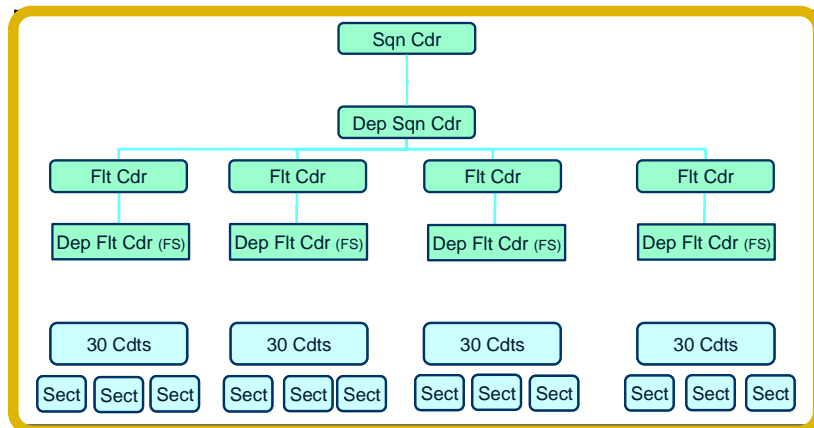 Sqn Cdr
Dep Sqn Cdr
Flt Cdr Flt Cdr Flt Cdr Flt Cdr
Dep Flt Cdr (FS) Dep Flt Cdr (FS) Dep Flt Cdr (FS) Dep Flt Cdr (FS)
30 Cdts 30 Cdts 30 Cdts 30 Cdts
Sect Sect Sect Sect Sect Sect Sect Sect Sect Sect Sect Sect